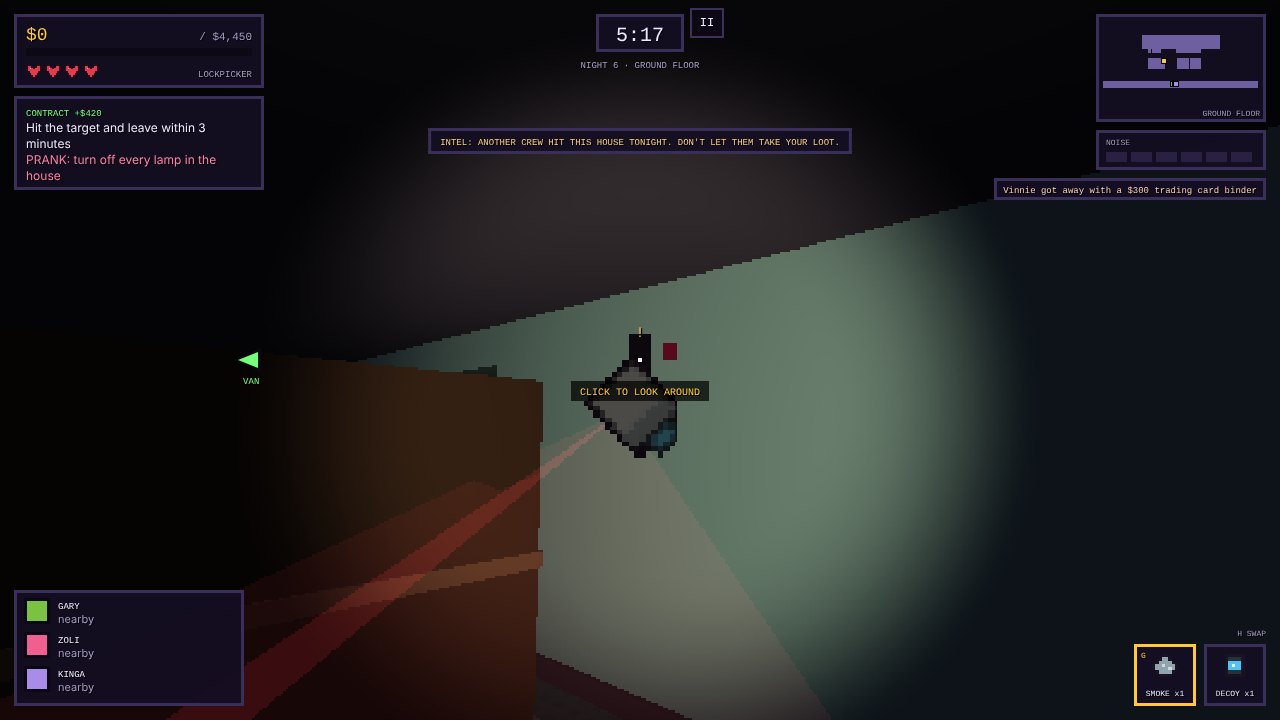 $0 / $4,450
LOCKPICKER
CONTRACT +$420
Hit the target and leave within 3
minutes
PRANK: turn off every lamp in the
house
5:17
II
NIGHT 6 · GROUND FLOOR
INTEL: ANOTHER CREW HIT THIS HOUSE TONIGHT. DON'T LET THEM TAKE YOUR LOOT.
GROUND FLOOR
NOISE
Vinnie got away with a $300 trading card binder
!
VAN
CLICK TO LOOK AROUND
GARY
nearby
ZOLI
nearby
KINGA
nearby
H SWAP
G
SMOKE x1
DECOY x1